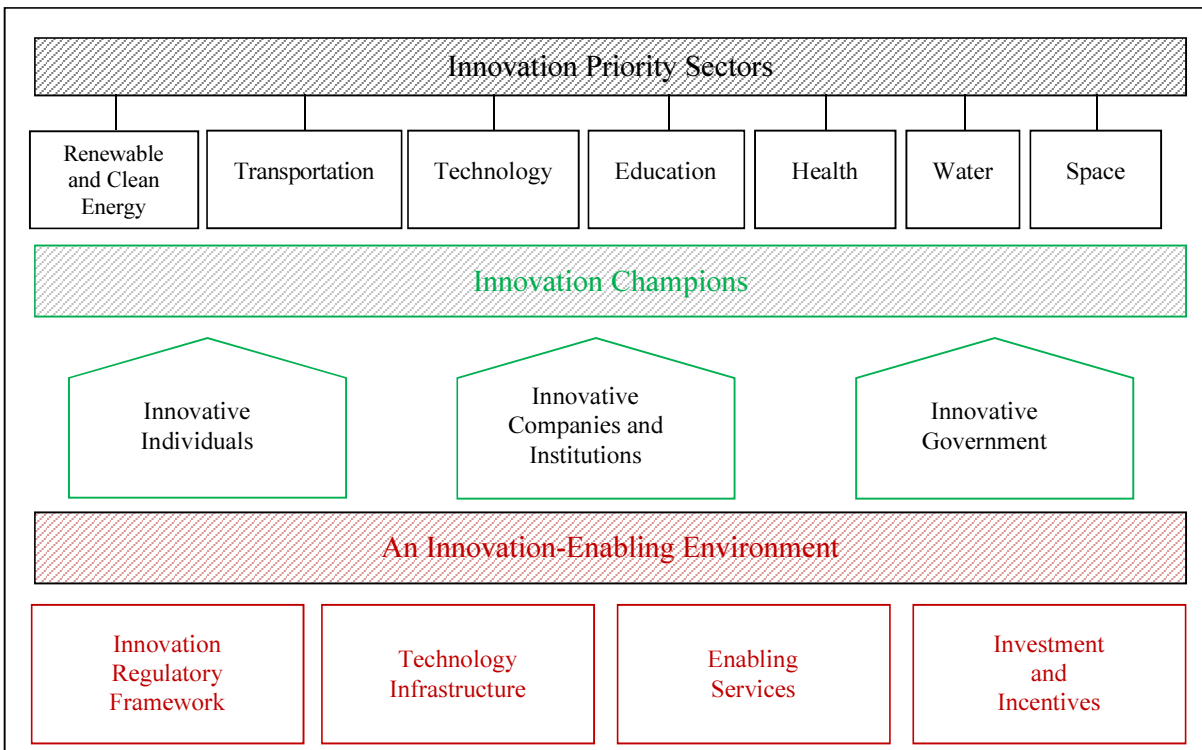 Innovation Priority Sectors
Renewable
and Clean
Energy
Transportation
Technology
Education
Health
Water
Space
Innovation Champions
Innovative
Individuals
Innovative
Companies and
Institutions
Innovative
Government
An Innovation-Enabling Environment
Innovation
Regulatory
Framework
Technology
Infrastructure
Enabling
Services
Investment
and
Incentives